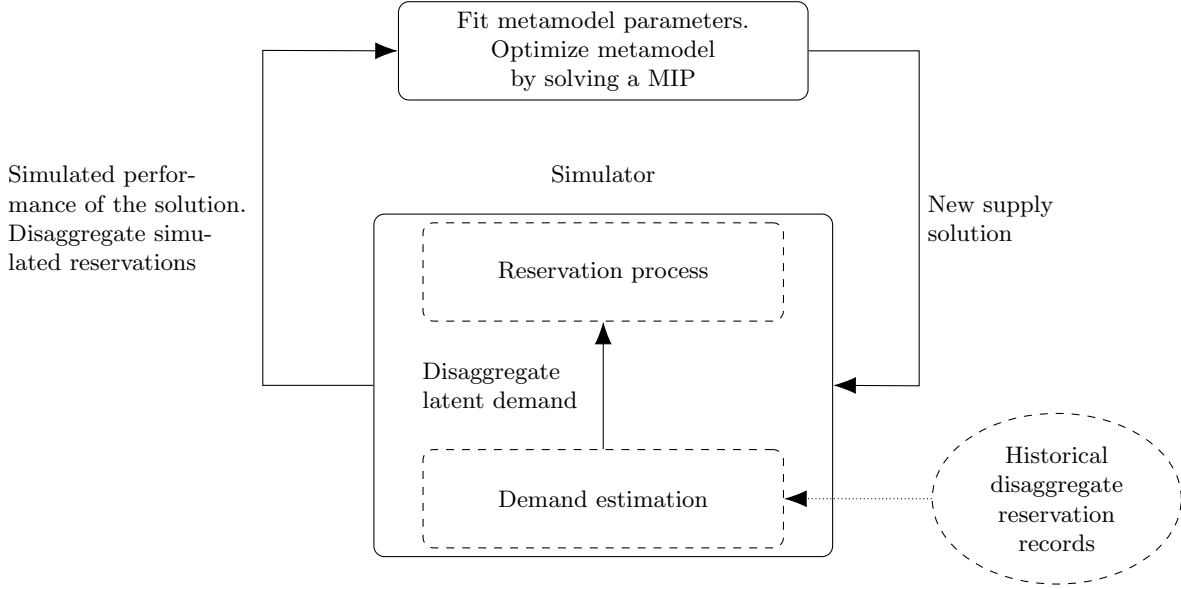 Fit metamodel parameters.
Optimize metamodel
by solving a MIP
Simulated perfor-
mance of the solution.
Disaggregate simu-
lated reservations
Simulator
New supply
solution
Reservation process
Disaggregate
latent demand
Demand estimation
Historical
disaggregate
reservation
records